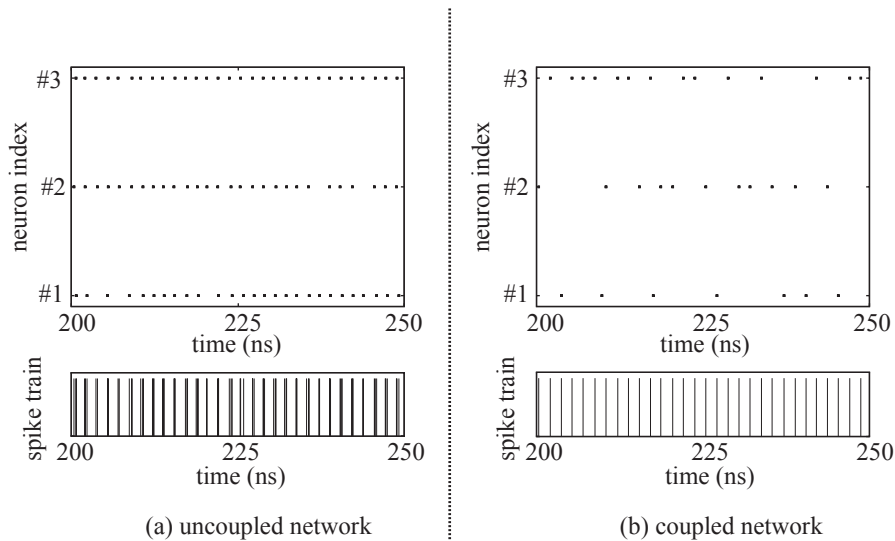 #3
#2
#1
neuron index
200 225 250
time (ns)
spike train
200 225 250
time (ns)
(a) uncoupled network
#3
#2
#1
neuron index
200 225 250
time (ns)
spike train
200 225 250
time (ns)
(b) coupled network